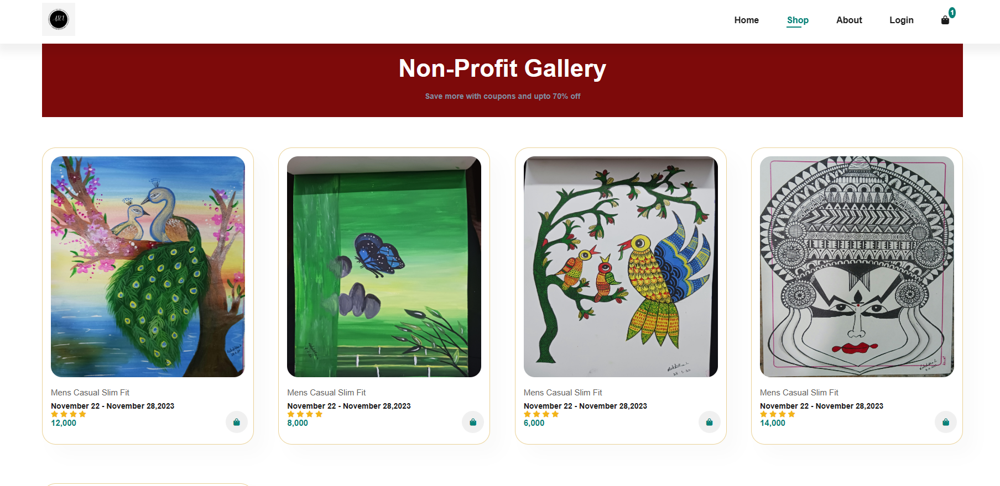 ART
Home
Shop
About
Login
1
Non-Profit Gallery
Save more with coupons and upto 70% off
Mens Casual Slim Fit
November 22 - November 28,2023
12,000
Mens Casual Slim Fit
November 22 - November 28,2023
8,000
Mens Casual Slim Fit
November 22 - November 28,2023
6,000
Mens Casual Slim Fit
November 22 - November 28,2023
14,000